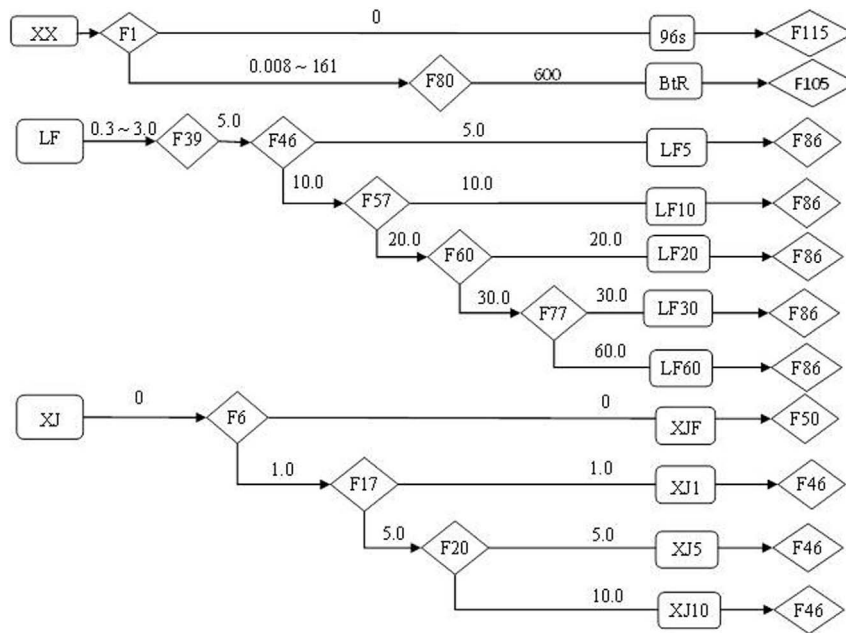 XX F1 0 96s F115
0.008 ~ 161 F80 600 BtR F105
LF 0.3 ~ 3.0 F39 5.0 F46 5.0 LF5 F86
10.0 F57 10.0 LF10 F86
20.0 F60 20.0 LF20 F86
30.0 F77 30.0 LF30 F86
60.0 LF60 F86
XJ 0 F6 0 XJF F50
1.0 F17 1.0 XJ1 F46
5.0 F20 5.0 XJ5 F46
10.0 XJ10 F46